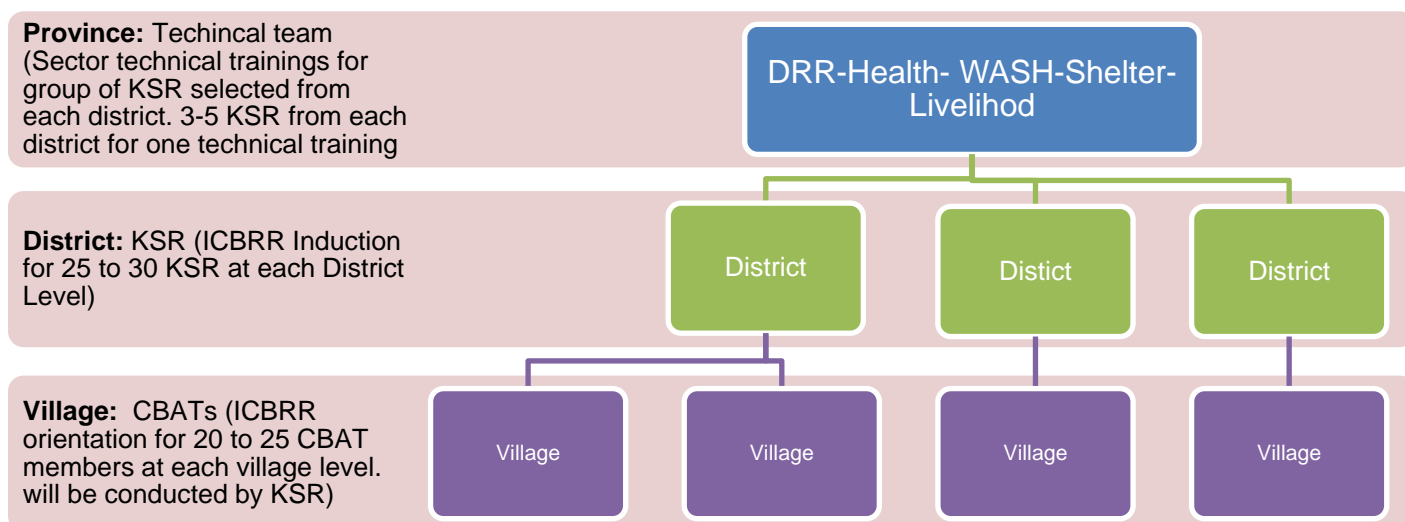 Province: Techincal team
(Sector technical trainings for
group of KSR selected from
each district. 3-5 KSR from each
district for one technical training
DRR-Health- WASH-Shelter-
Livelihod
District: KSR (ICBRR Induction
for 25 to 30 KSR at each District
Level)
District
Distict
District
Village: CBATs (ICBRR
orientation for 20 to 25 CBAT
members at each village level.
will be conducted by KSR)
Village
Village
Village
Village